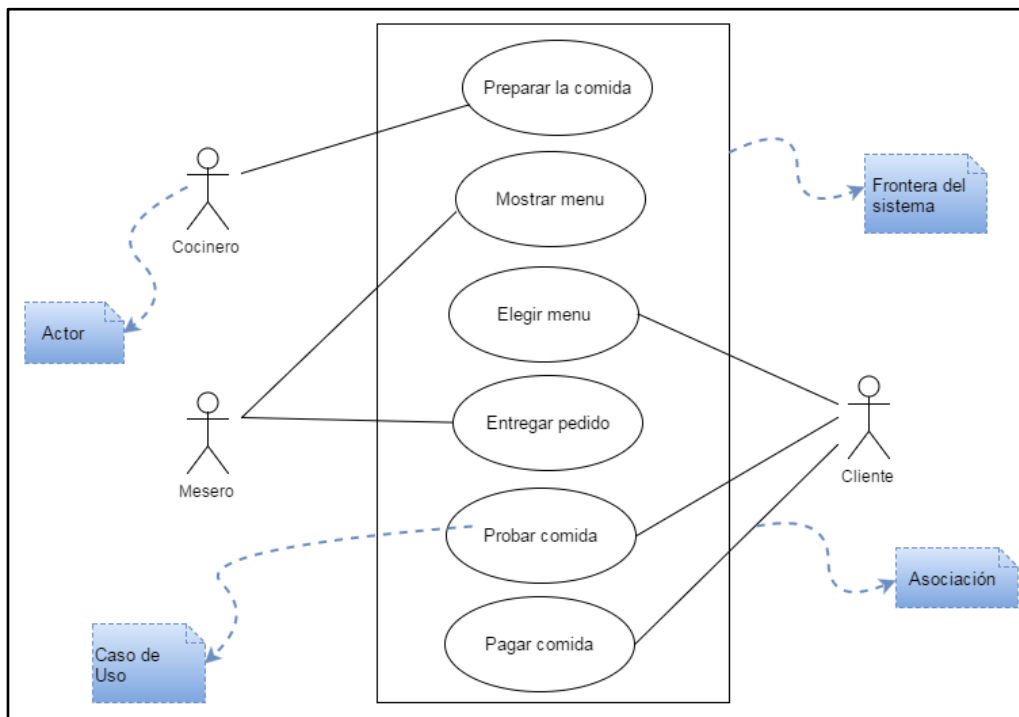 Preparar la comida
Mostrar menu
Frontera del
sistema
Cocinero
Elegir menu
Actor
Entregar pedido
Mesero
Cliente
Probar comida
Asociación
Caso de
Uso
Pagar comida